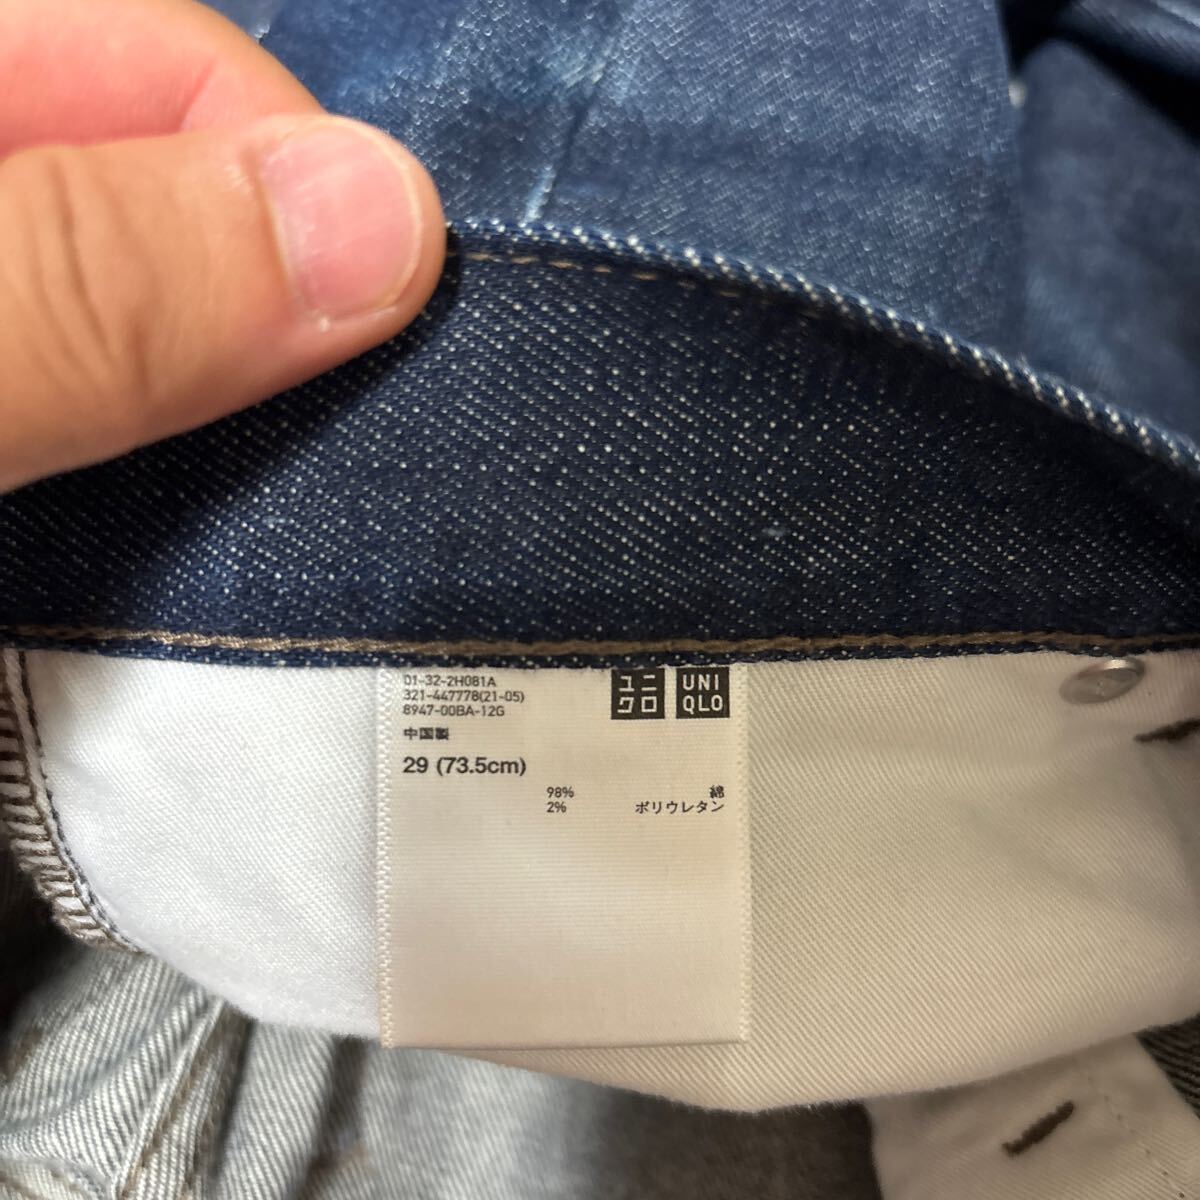 01-32-2H081A
321-447778(21-05)
8947-00BA-12G
中国製
29 (73.5cm)
98% 綿
2% ポリウレタン
ユニ
クロ
UNI
QLO